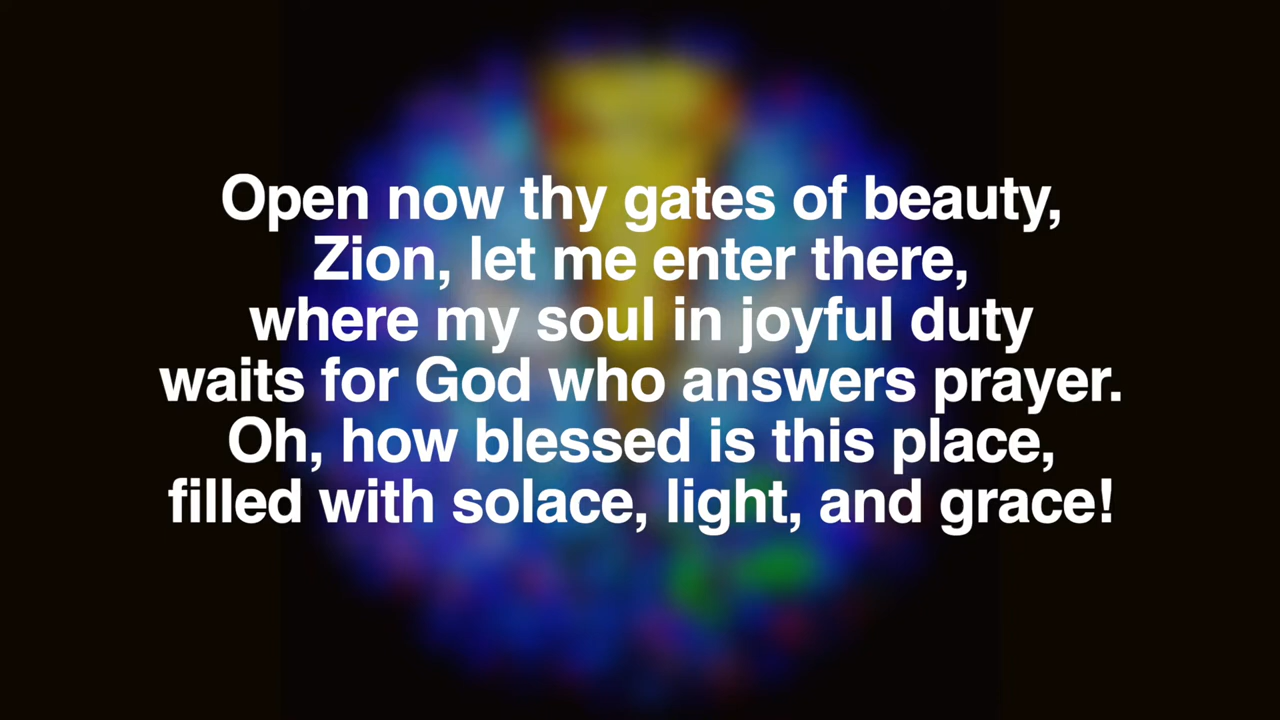 Open now thy gates of beauty,
Zion, let me enter there,
where my soul in joyful duty
waits for God who answers prayer.
Oh, how blessed is this place,
filled with solace, light, and grace!